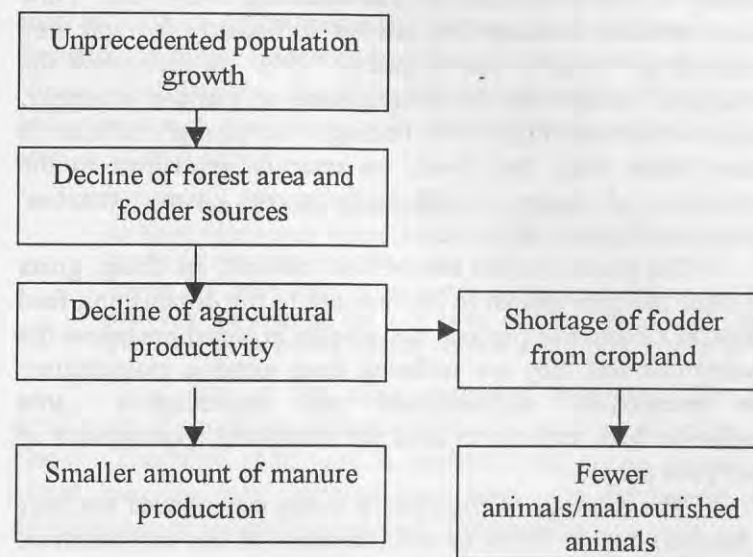 Unprecedented population
growth
Decline of forest area and
fodder sources
Decline of agricultural
productivity
Shortage of fodder
from cropland
Smaller amount of manure
production
Fewer
animals/malnourished
animals